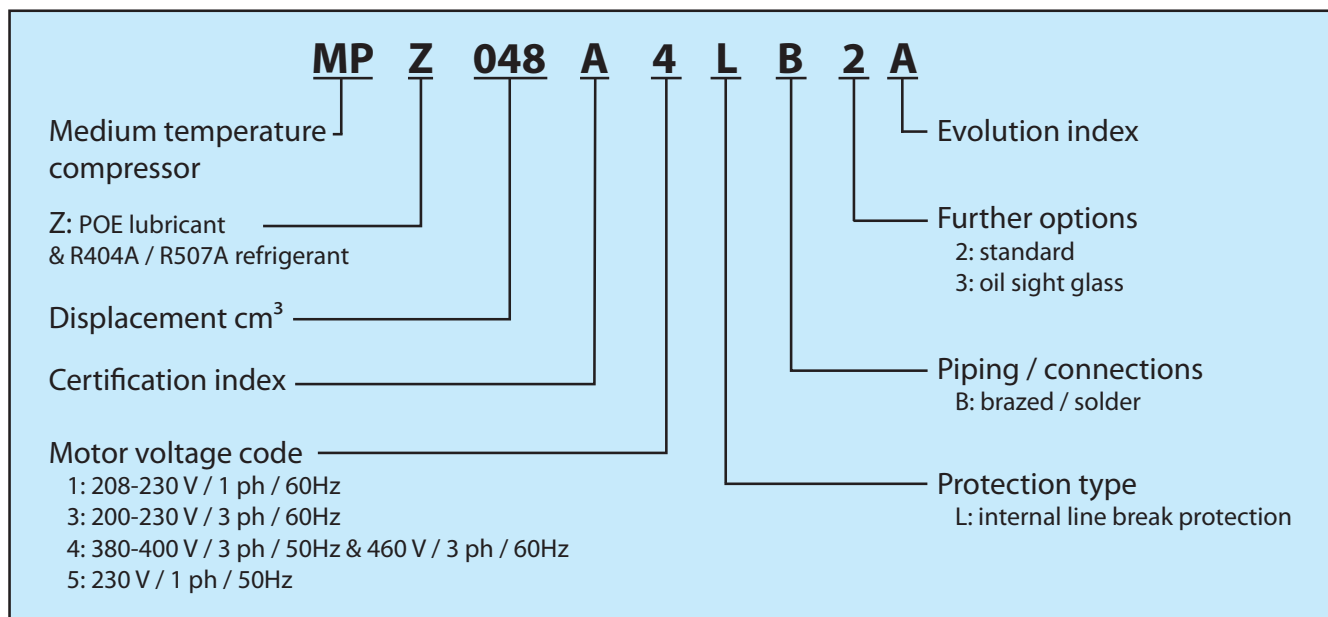 MP Z 048 A 4 L B 2 A
Medium temperature
compressor
Z: POE lubricant
& R404A / R507A refrigerant
Displacement cm³
Certification index
Motor voltage code
1: 208-230 V / 1 ph / 60Hz
3: 200-230 V / 3 ph / 60Hz
4: 380-400 V / 3 ph / 50Hz & 460 V / 3 ph / 60Hz
5: 230 V / 1 ph / 50Hz
Evolution index
Further options
2: standard
3: oil sight glass
Piping / connections
B: brazed / solder
Protection type
L: internal line break protection